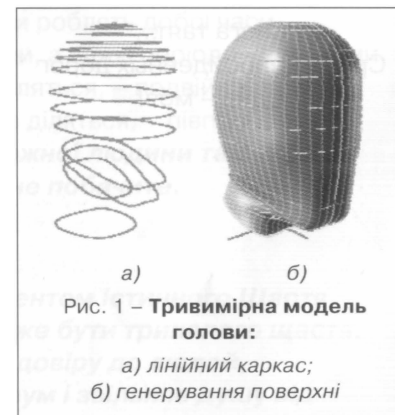 а)
б)
Рис. 1 – Тривимірна модель
голови:
а) лінійний каркас;
б) генерування поверхні